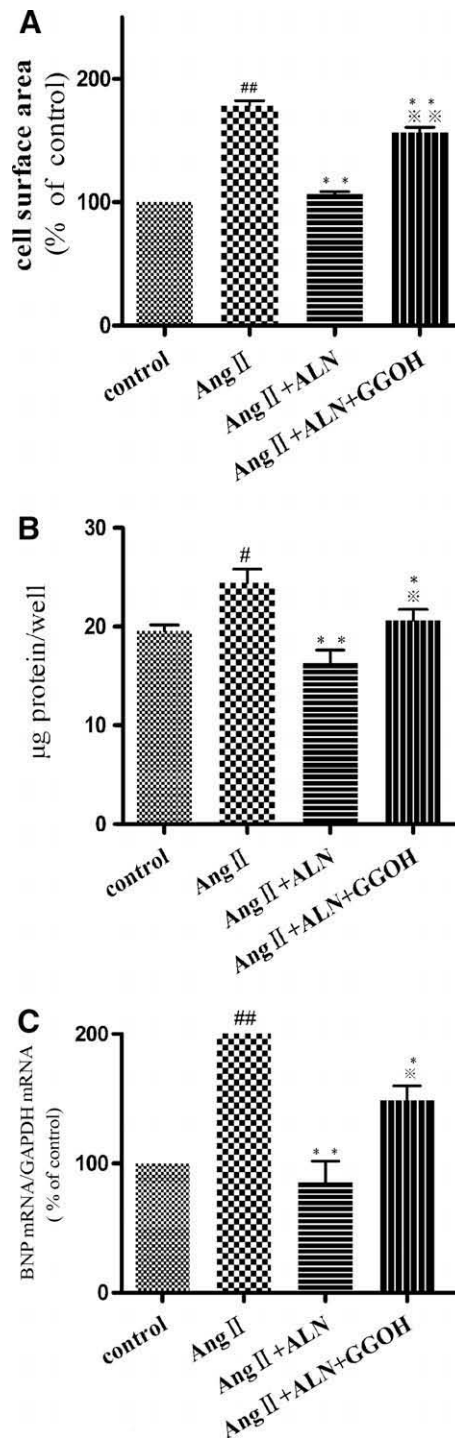 A
cell surface area
(% of control)
200
100
0
##
* *
* *
※ ※
control
Ang Ⅱ
Ang Ⅱ+ALN
Ang Ⅱ+ALN+GGOH
B
µg protein/well
30
20
10
0
#
* *
*
※
control
Ang Ⅱ
Ang Ⅱ+ALN
Ang Ⅱ+ALN+GGOH
C
BNP mRNA/GAPDH mRNA
( % of control)
200
100
0
##
* *
*
※
control
Ang Ⅱ
Ang Ⅱ+ALN
Ang Ⅱ+ALN+GGOH